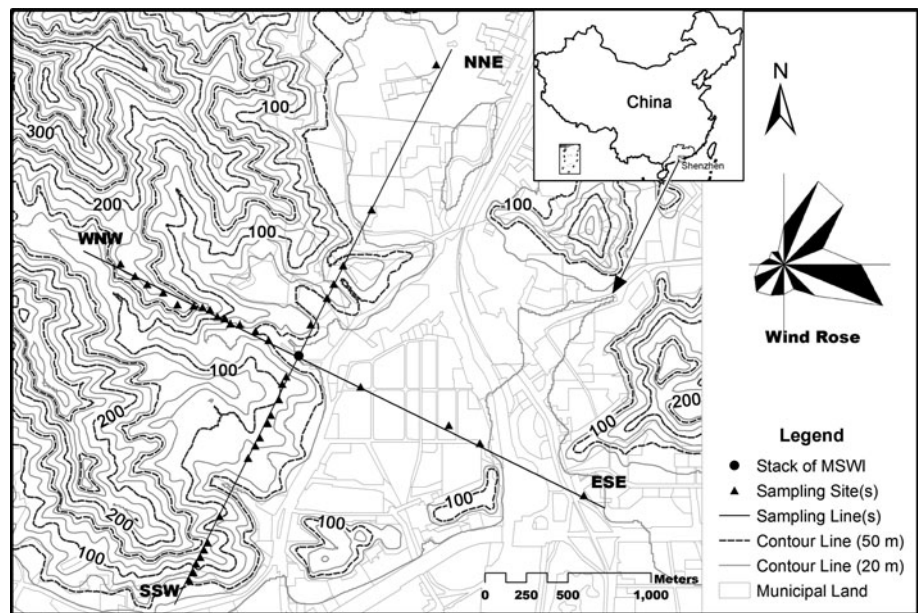 NNE
100
300
200
100
WNW
100
100
200
200
100
SSW
100
100
ESE
100
200
100
China
Shenzhen
Meters
0 250 500 1,000
N
Wind Rose
Legend
Stack of MSWI
Sampling Site(s)
Sampling Line(s)
Contour Line (50 m)
Contour Line (20 m)
Municipal Land